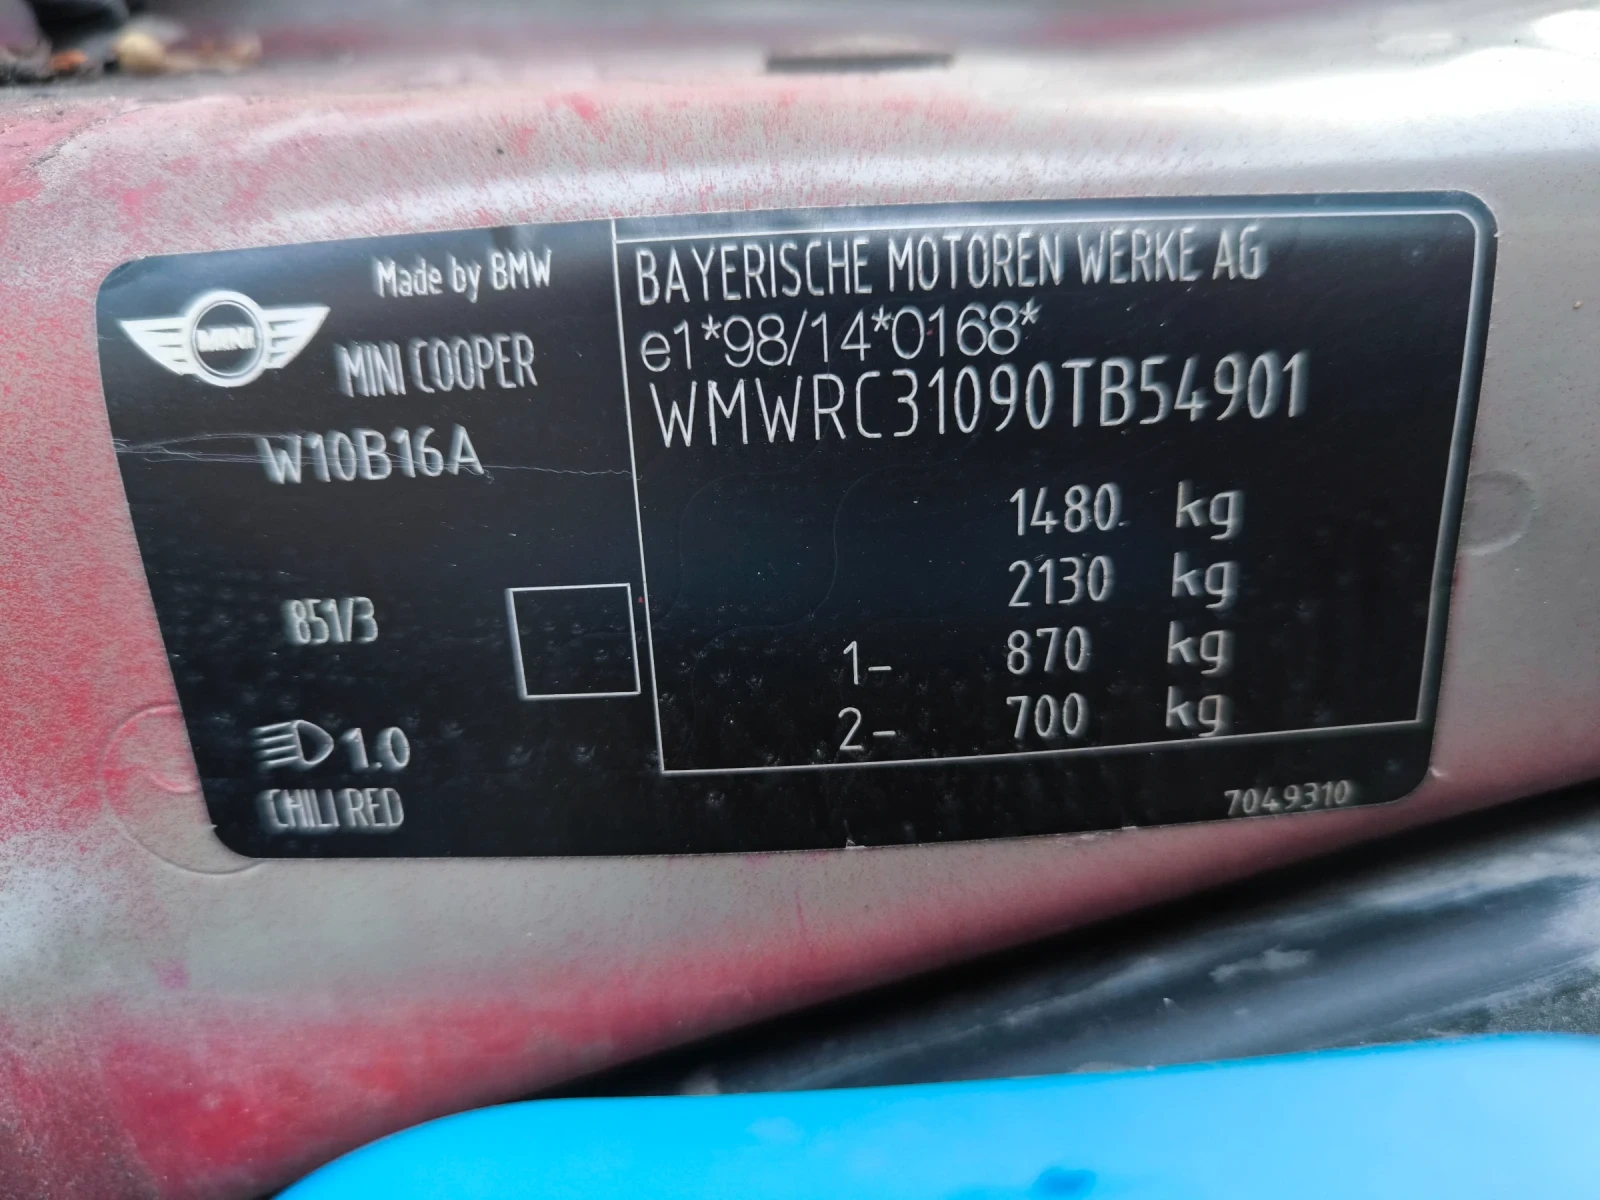 Made by BMW
MINI
MINI COOPER
W10B16A
851/3
1.0
CHILI RED
BAYERISCHE MOTOREN WERKE AG
e1*98/14*0168*
WMWRC31090TB54901
1480 kg
2130 kg
1- 870 kg
2- 700 kg
7049310